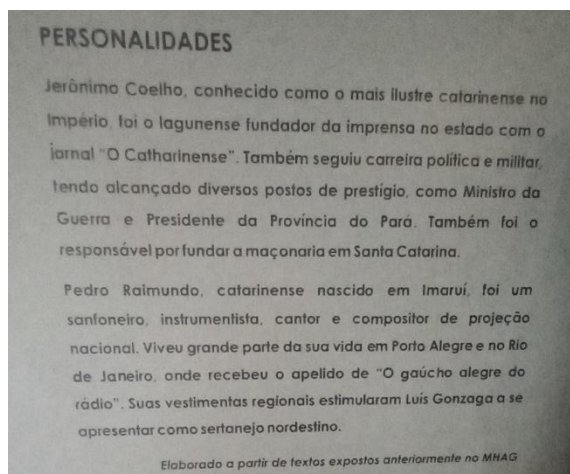 PERSONALIDADES
Jerônimo Coelho, conhecido como o mais ilustre catarinense no
Império, foi o lagunense fundador da imprensa no estado com o
jornal “O Catharinense”. Também seguiu carreira política e militar,
tendo alcançado diversos postos de prestígio, como Ministro da
Guerra e Presidente da Província do Pará. Também foi o
responsável por fundar a maçonaria em Santa Catarina.
Pedro Raimundo, catarinense nascido em Imaruí, foi um
sanfoneiro, instrumentista, cantor e compositor de projeção
nacional. Viveu grande parte da sua vida em Porto Alegre e no Rio
de Janeiro, onde recebeu o apelido de “O gaúcho alegre do
rádio”. Suas vestimentas regionais estimularam Luís Gonzaga a se
apresentar como sertanejo nordestino.
Elaborado a partir de textos expostos anteriormente no MHAG